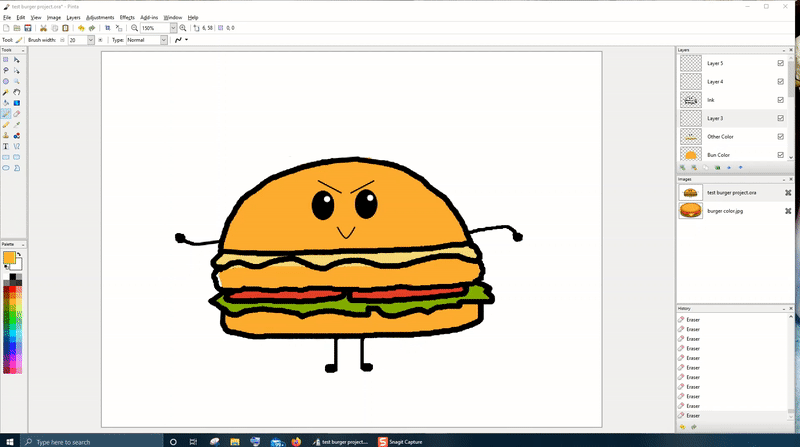 test burger project.ora* - Pinta
File Edit View Image Layers Adjustments Effects Add-ins Window Help
150% 6, 58 0, 0
Tool: Brush width: 20 Type: Normal
Tools
Palette
Layers
Layer 5
Layer 4
Ink
Layer 3
Other Color
Bun Color
Images
test burger project.ora
burger color.jpg
History
Eraser
Eraser
Eraser
Eraser
Eraser
Eraser
Eraser
Eraser
Eraser
Eraser
Eraser
Type here to search
test burger project....
Snagit Capture